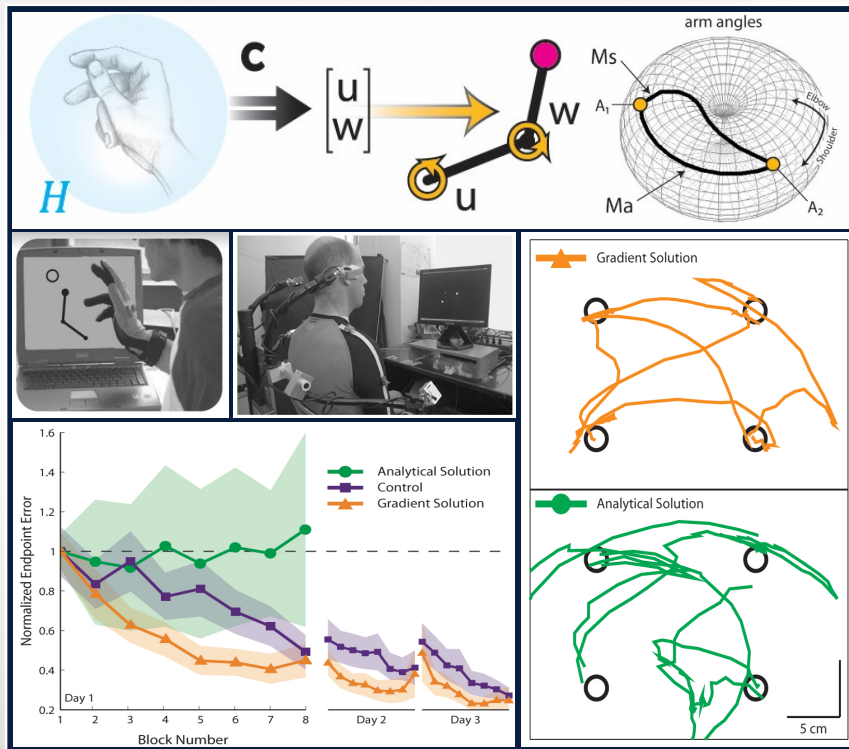 C
H
u
w
u
w
arm angles
Ms
A1
Ma
A2
Elbow
Shoulder
Gradient Solution
Analytical Solution
5 cm
Normalized Endpoint Error
1.6
1.4
1.2
1
0.8
0.6
0.4
0.2
Analytical Solution
Control
Gradient Solution
Day 1
Day 2
Day 3
1 2 3 4 5 6 7 8
Block Number